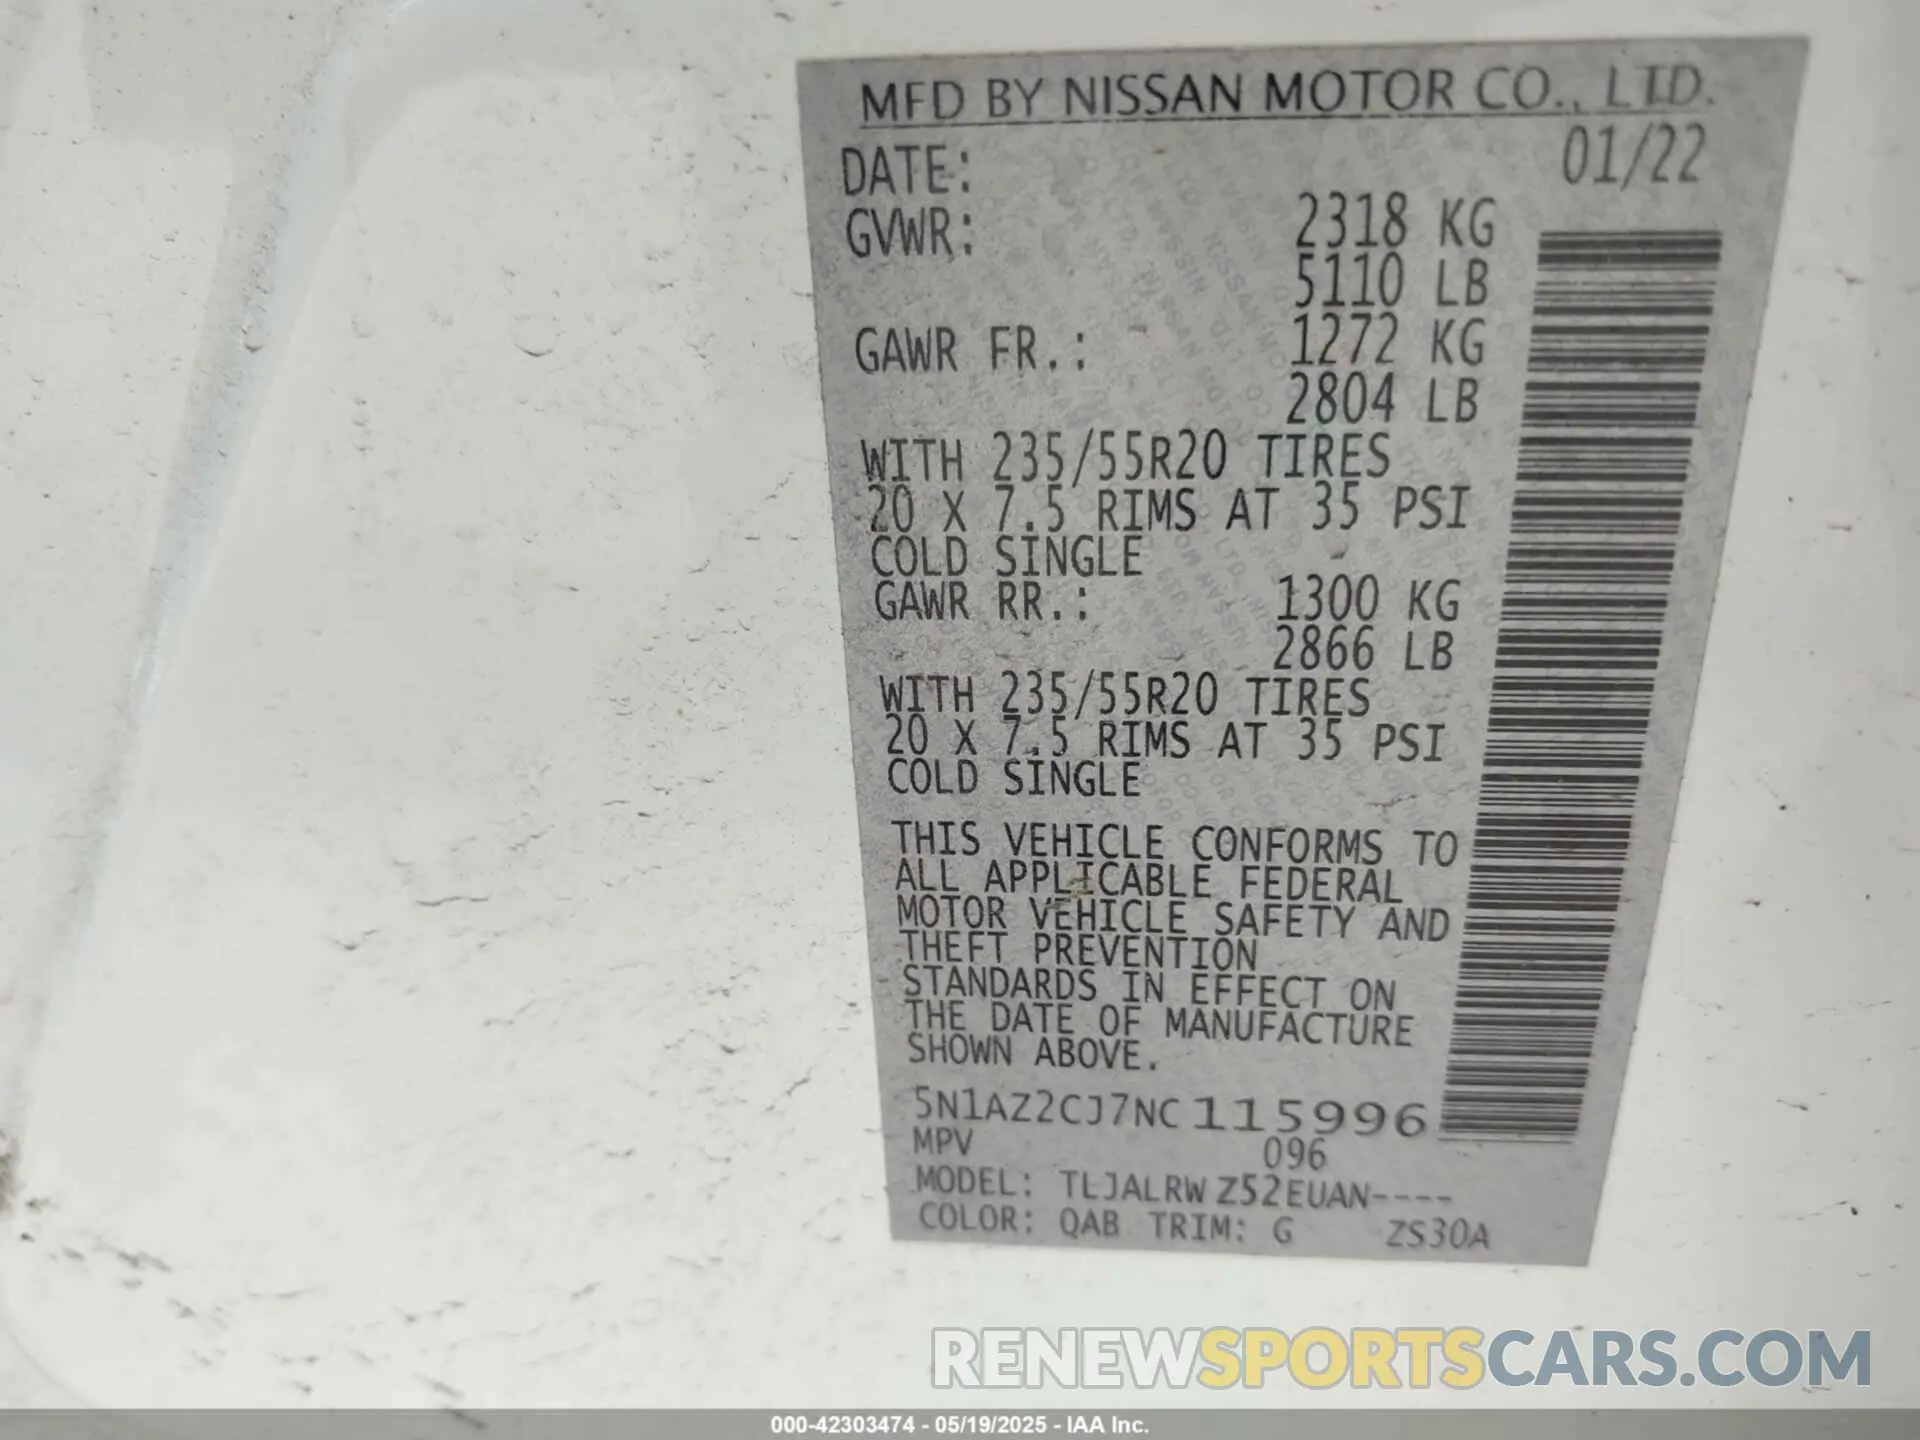 MFD BY NISSAN MOTOR CO., LTD.
DATE: 01/22
GVWR: 2318 KG
5110 LB
GAWR FR.: 1272 KG
2804 LB
WITH 235/55R20 TIRES
20 X 7.5 RIMS AT 35 PSI
COLD SINGLE
GAWR RR.: 1300 KG
2866 LB
WITH 235/55R20 TIRES
20 X 7.5 RIMS AT 35 PSI
COLD SINGLE
THIS VEHICLE CONFORMS TO
ALL APPLICABLE FEDERAL
MOTOR VEHICLE SAFETY AND
THEFT PREVENTION
STANDARDS IN EFFECT ON
THE DATE OF MANUFACTURE
SHOWN ABOVE.
5N1AZ2CJ7NC115996
MPV 096
MODEL: TLJALRW Z52EUAN----
COLOR: QAB TRIM: G ZS30A
RENEWSPORTSCARS.COM
000-42303474 - 05/19/2025 - IAA Inc.